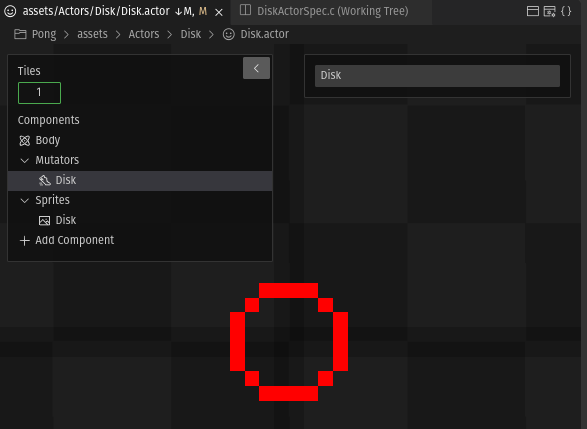 assets/Actors/Disk/Disk.actor ↓M, M
DiskActorSpec.c (Working Tree)
Pong > assets > Actors > Disk > Disk.actor
Tiles
1
Components
Body
Mutators
Disk
Sprites
Disk
Add Component
Disk